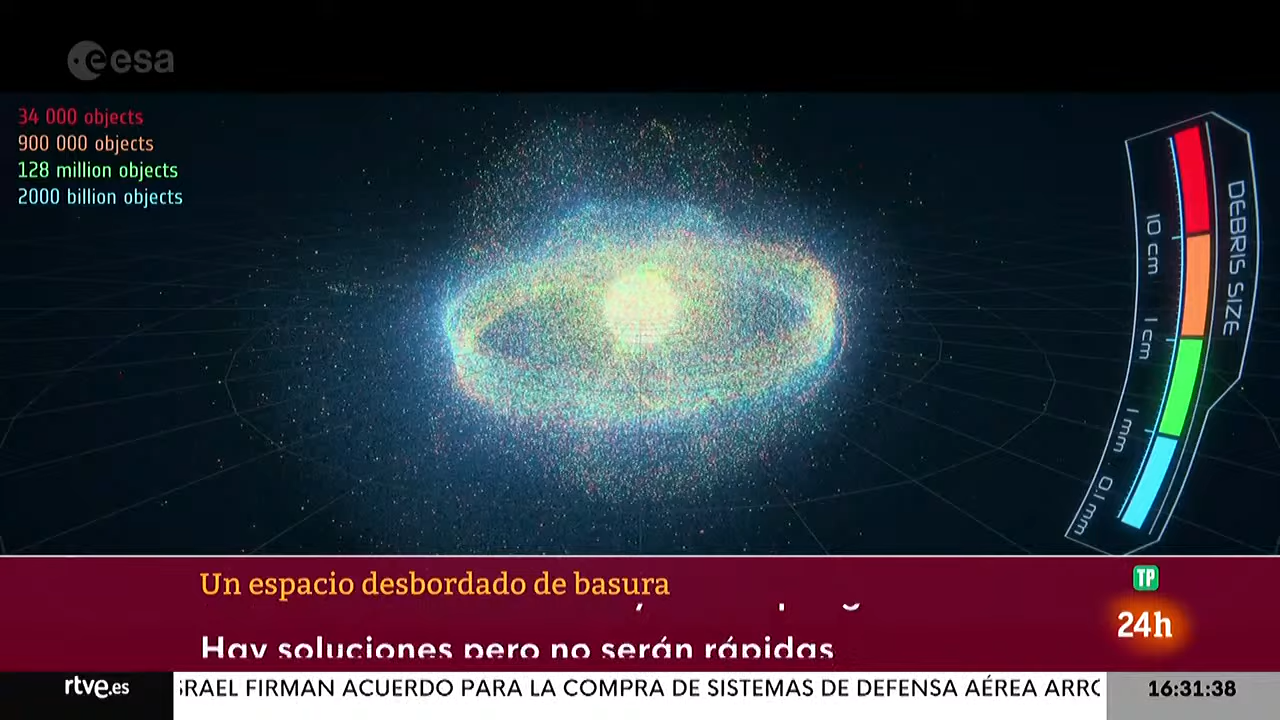 esa
34 000 objects
900 000 objects
128 million objects
2000 billion objects
DEBRIS SIZE
10 cm
1 cm
1 mm
0.1 mm
Un espacio desbordado de basura
Hay soluciones pero no serán rápidas
TP
24h
rtve.es
RAEL FIRMAN ACUERDO PARA LA COMPRA DE SISTEMAS DE DEFENSA AÉREA ARRO
16:31:38